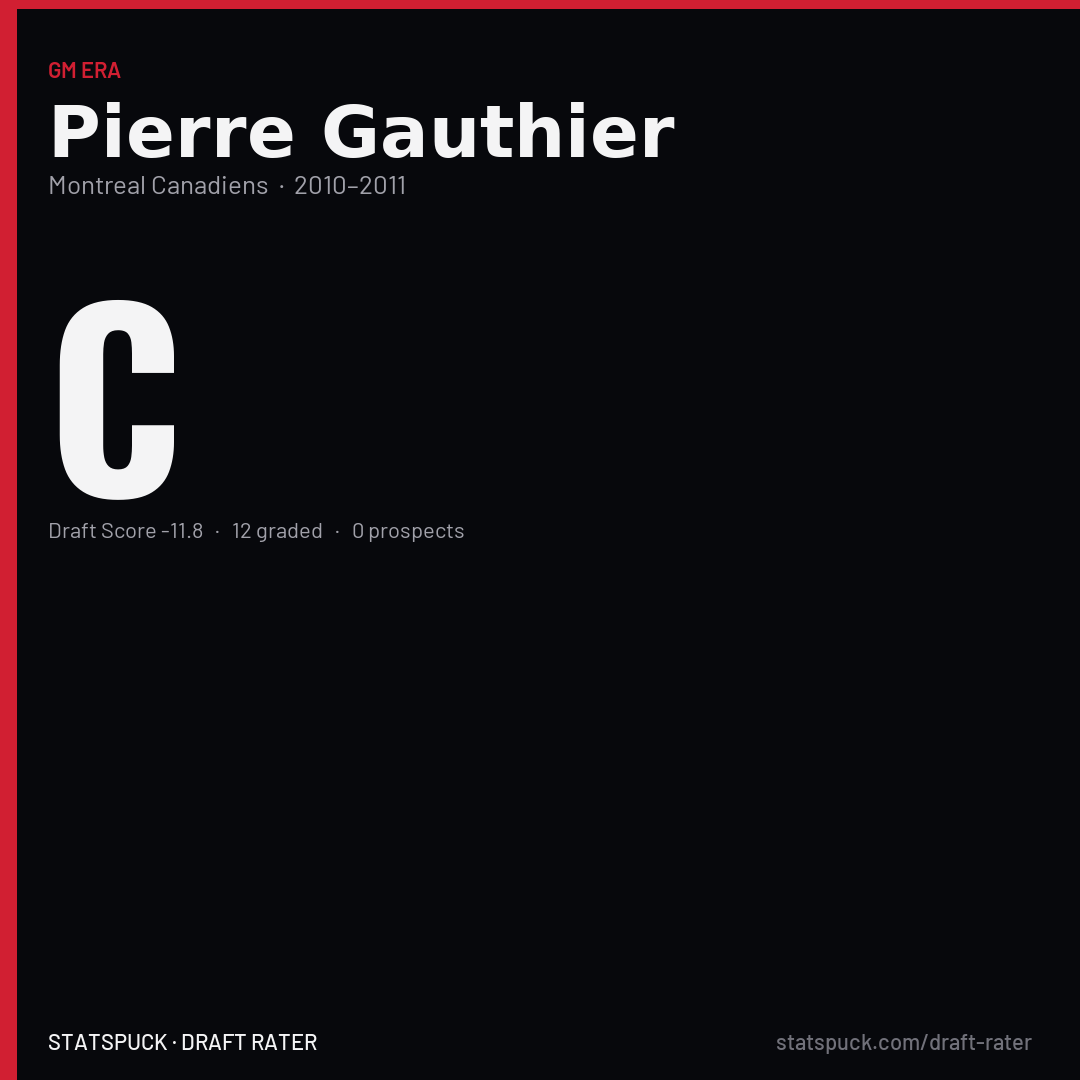 GM ERA
Pierre Gauthier
Montreal Canadiens · 2010–2011
C
Draft Score -11.8 · 12 graded · 0 prospects
STATSPUCK · DRAFT RATER
statspuck.com/draft-rater